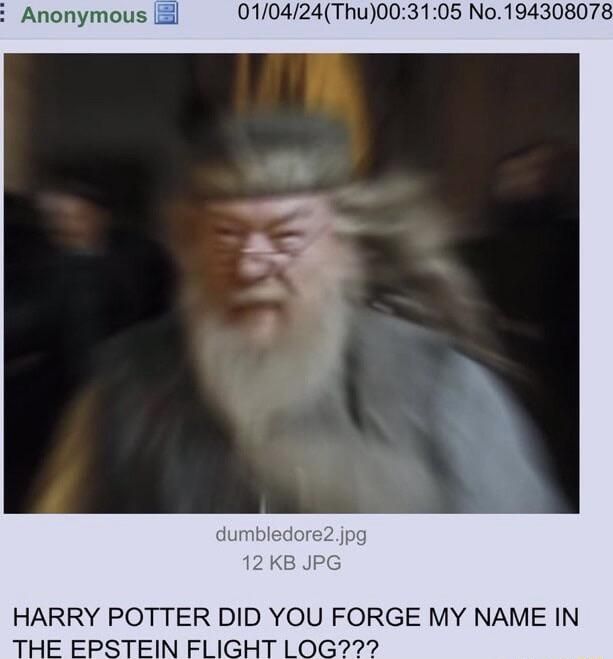 Anonymous 01/04/24(Thu)00:31:05 No.194308078
dumbledore2.jpg
12 KB JPG
HARRY POTTER DID YOU FORGE MY NAME IN
THE EPSTEIN FLIGHT LOG???